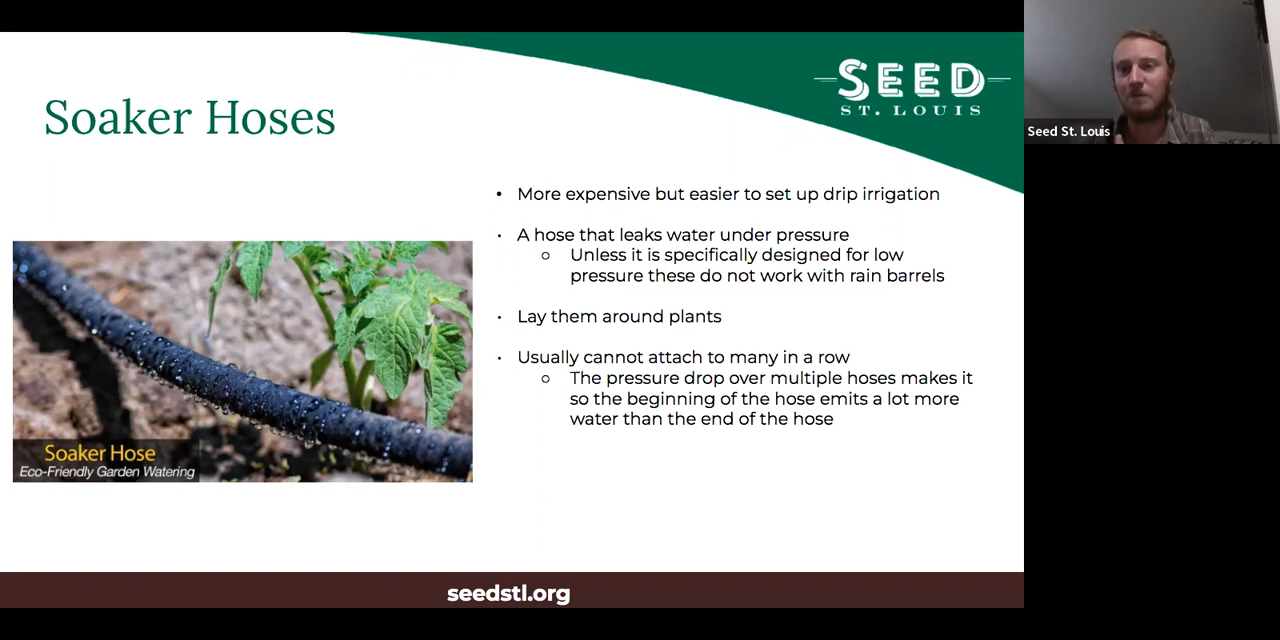 Soaker Hoses
SEED
ST. LOUIS
Seed St. Louis
• More expensive but easier to set up drip irrigation
• A hose that leaks water under pressure
○ Unless it is specifically designed for low
pressure these do not work with rain barrels
• Lay them around plants
• Usually cannot attach to many in a row
○ The pressure drop over multiple hoses makes it
so the beginning of the hose emits a lot more
water than the end of the hose
Soaker Hose
Eco-Friendly Garden Watering
seedstl.org